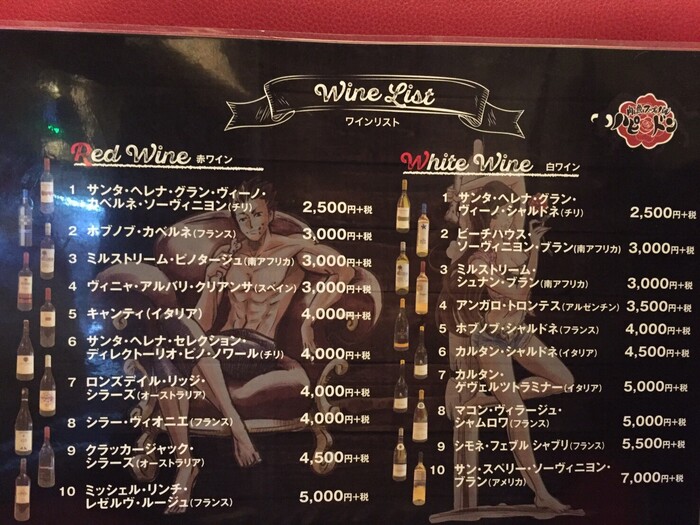 Wine List
ワインリスト
Red Wine 赤ワイン
1 サンタ・ヘレナ・グラン・ヴィーノ・
カベルネ・ソーヴィニヨン(チリ) 2,500円+税
2 ホブノブ・カベルネ(フランス) 3,000円+税
3 ミルストリーム・ピノタージュ(南アフリカ) 3,000円+税
4 ヴィニャ・アルバリ・クリアンサ(スペイン) 3,000円+税
5 キャンティ(イタリア) 4,000円+税
6 サンタ・ヘレナ・セレクション・
ディレクトーリオ・ピノ・ノワール(チリ) 4,000円+税
7 ロンズデイル・リッジ・
シラーズ(オーストラリア) 4,000円+税
8 シラー・ヴィオニエ(フランス) 4,000円+税
9 クラッカージャック・
シラーズ(オーストラリア) 4,500円+税
10 ミッシェル・リンチ・
レゼルヴ・ルージュ(フランス) 5,000円+税
White Wine 白ワイン
1 サンタ・ヘレナ・グラン・
ヴィーノ・シャルドネ(チリ) 2,500円+税
2 ビーチハウス・
ソーヴィニヨン・ブラン(南アフリカ) 3,000円+税
3 ミルストリーム・
シュナン・ブラン(南アフリカ) 3,000円+税
4 アンガロ・トロンテス(アルゼンチン) 3,500円+税
5 ホブノブ・シャルドネ(フランス) 4,000円+税
6 カルタン・シャルドネ(イタリア) 4,500円+税
7 カルタン・
ゲヴェルツトラミナー(イタリア) 5,000円+税
8 マコン・ヴィラージュ・
シャムロワ(フランス) 5,000円+税
9 シモネ・フェブル シャブリ(フランス) 5,500円+税
10 サン・スペリー・ソーヴィニヨン・
ブラン(アメリカ) 7,000円+税